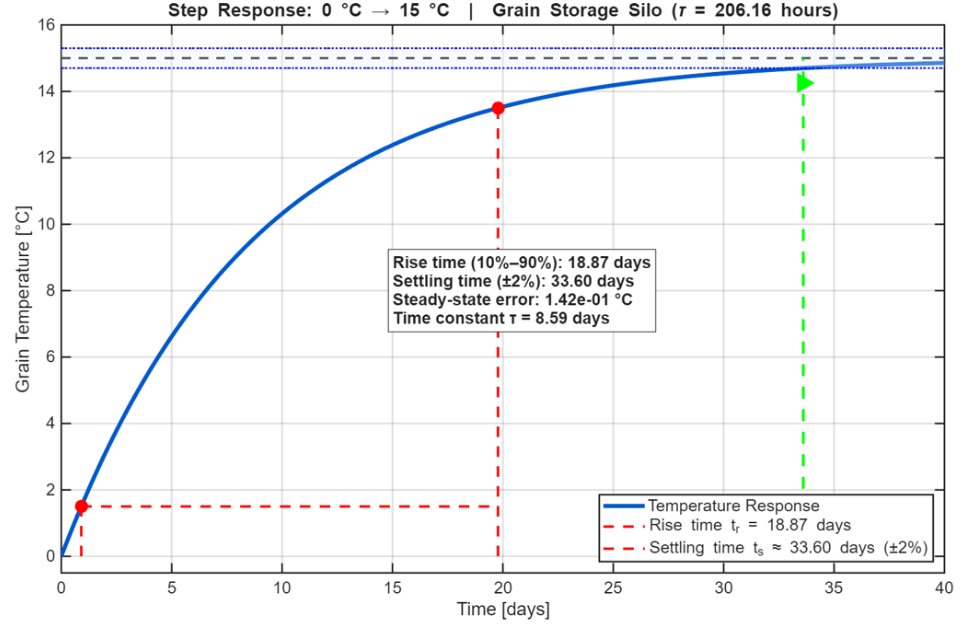 Step Response: 0 °C → 15 °C | Grain Storage Silo (τ = 206.16 hours)
16
14
12
10
8
6
4
2
0
Grain Temperature [°C]
Rise time (10%–90%): 18.87 days
Settling time (±2%): 33.60 days
Steady-state error: 1.42e-01 °C
Time constant τ = 8.59 days
Temperature Response
Rise time tᵣ = 18.87 days
Settling time tₛ ≈ 33.60 days (±2%)
0 5 10 15 20 25 30 35 40
Time [days]